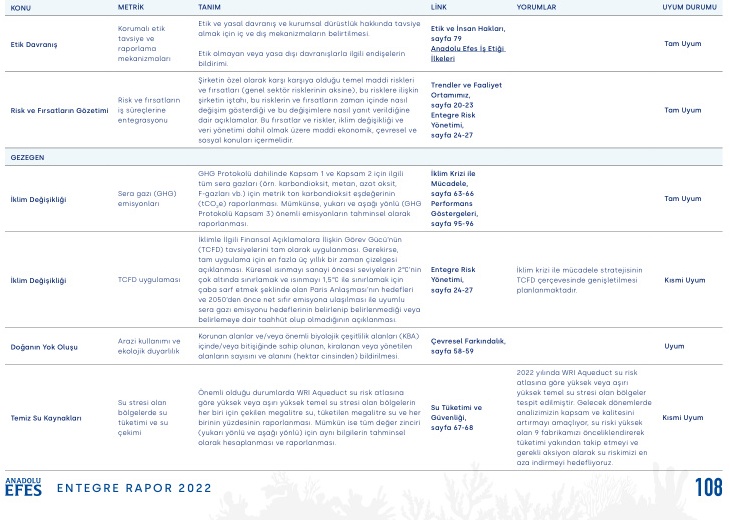 KONU METRİK TANIM LİNK YORUMLAR UYUM DURUMU
Etik Davranış
Korumalı etik
tavsiye ve
raporlama
mekanizmaları
Etik ve yasal davranış ve kurumsal dürüstlük hakkında tavsiye
almak için iç ve dış mekanizmaların belirtilmesi.
Etik olmayan veya yasa dışı davranışlarla ilgili endişelerin
bildirimi.
Etik ve İnsan Hakları,
sayfa 79
Anadolu Efes İş Etiği
İlkeleri
Tam Uyum
Risk ve Fırsatların Gözetimi
Risk ve fırsatların
iş süreçlerine
entegrasyonu
Şirketin özel olarak karşı karşıya olduğu temel maddi riskleri
ve fırsatları (genel sektör risklerinin aksine), bu risklere ilişkin
şirketin iştahı, bu risklerin ve fırsatların zaman içinde nasıl
değişim gösterdiği ve bu değişimlere nasıl yanıt verildiğine
dair açıklamalar. Bu fırsatlar ve riskler, iklim değişikliği ve
veri yönetimi dahil olmak üzere maddi ekonomik, çevresel ve
sosyal konuları içermelidir.
Trendler ve Faaliyet
Ortamımız,
sayfa 20-23
Entegre Risk
Yönetimi,
sayfa 24-27
Tam Uyum
GEZEGEN
İklim Değişikliği
Sera gazı (GHG)
emisyonları
GHG Protokolü dahilinde Kapsam 1 ve Kapsam 2 için ilgili
tüm sera gazları (örn. karbondioksit, metan, azot oksit,
F-gazları vb.) için metrik ton karbondioksit eşdeğerinin
(tCO₂e) raporlanması. Mümkünse, yukarı ve aşağı yönlü (GHG
Protokolü Kapsam 3) önemli emisyonların tahminsel olarak
raporlanması.
İklim Krizi ile
Mücadele,
sayfa 63-66
Performans
Göstergeleri,
sayfa 95-96
Tam Uyum
İklim Değişikliği
TCFD uygulaması
İklimle İlgili Finansal Açıklamalara İlişkin Görev Gücü'nün
(TCFD) tavsiyelerini tam olarak uygulanması. Gerekirse,
tam uygulama için en fazla üç yıllık bir zaman çizelgesi
açıklanması. Küresel ısınmayı sanayi öncesi seviyelerin 2°C'nin
çok altında sınırlamak ve ısınmayı 1,5°C ile sınırlamak için
çaba sarf etmek şeklinde olan Paris Anlaşması'nın hedefleri
ve 2050'den önce net sıfır emisyona ulaşılması ile uyumlu
sera gazı emisyonu hedeflerinin belirlenip belirlenmediği veya
belirlemeye dair taahhüt olup olmadığının açıklanması.
Entegre Risk
Yönetimi,
sayfa 24-27
İklim krizi ile mücadele stratejisinin
TCFD çerçevesinde genişletilmesi
planlanmaktadır.
Kısmi Uyum
Doğanın Yok Oluşu
Arazi kullanımı ve
ekolojik duyarlılık
Korunan alanlar ve/veya önemli biyolojik çeşitlilik alanları (KBA)
içinde/veya bitişiğinde sahip olunan, kiralanan veya yönetilen
alanların sayısını ve alanını (hektar cinsinden) bildirilmesi.
Çevresel Farkındalık,
sayfa 58-59
Uyum
Temiz Su Kaynakları
Su stresi olan
bölgelerde su
tüketimi ve su
çekimi
Önemli olduğu durumlarda WRI Aqueduct su risk atlasına
göre yüksek veya aşırı yüksek temel su stresi olan bölgelerin
her biri için çekilen megalitre su, tüketilen megalitre su ve her
birinin yüzdesinin raporlanması. Mümkün ise tüm değer zinciri
(yukarı yönlü ve aşağı yönlü) için aynı bilgilerin tahminsel
olarak hesaplanması ve raporlanması.
Su Tüketimi ve
Güvenliği,
sayfa 67-68
2022 yılında WRI Aqueduct su risk
atlasına göre yüksek veya aşırı
yüksek temel su stresi olan bölgeler
tespit edilmiştir. Gelecek dönemlerde
analizimizin kapsam ve kalitesini
artırmayı amaçlıyor, su riski yüksek
olan 9 fabrikamızı önceliklendirerek
tüketimi yakından takip etmeyi ve
gerekli aksiyon alarak su riskimizi en
aza indirmeyi hedefliyoruz.
Kısmi Uyum
ANADOLU
EFES
ENTEGRE RAPOR 2022
108